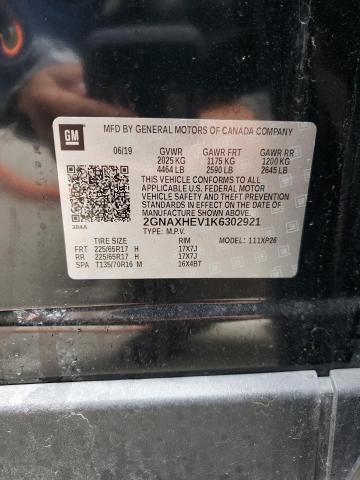 GM
MFD BY GENERAL MOTORS OF CANADA COMPANY
06/19 GVWR GAWR FRT GAWR RR
2025 KG 1175 KG 1200 KG
4464 LB 2590 LB 2645 LB
THIS VEHICLE CONFORMS TO ALL APPLICABLE
U.S. FEDERAL MOTOR
VEHICLE SAFETY AND THEFT
PREVENTION STANDARDS IN EFFECT ON THE DATE
OF MANUFACTURE SHOWN ABOVE.
384A 2GNAXHEV1K6302921
TYPE: M.P.V.
TIRE SIZE RIM MODEL: 111XP26
FRT 225/65R17 H 17X7J
RR 225/65R17 H 17X7J
SPA T135/70R16 M 16X4BT